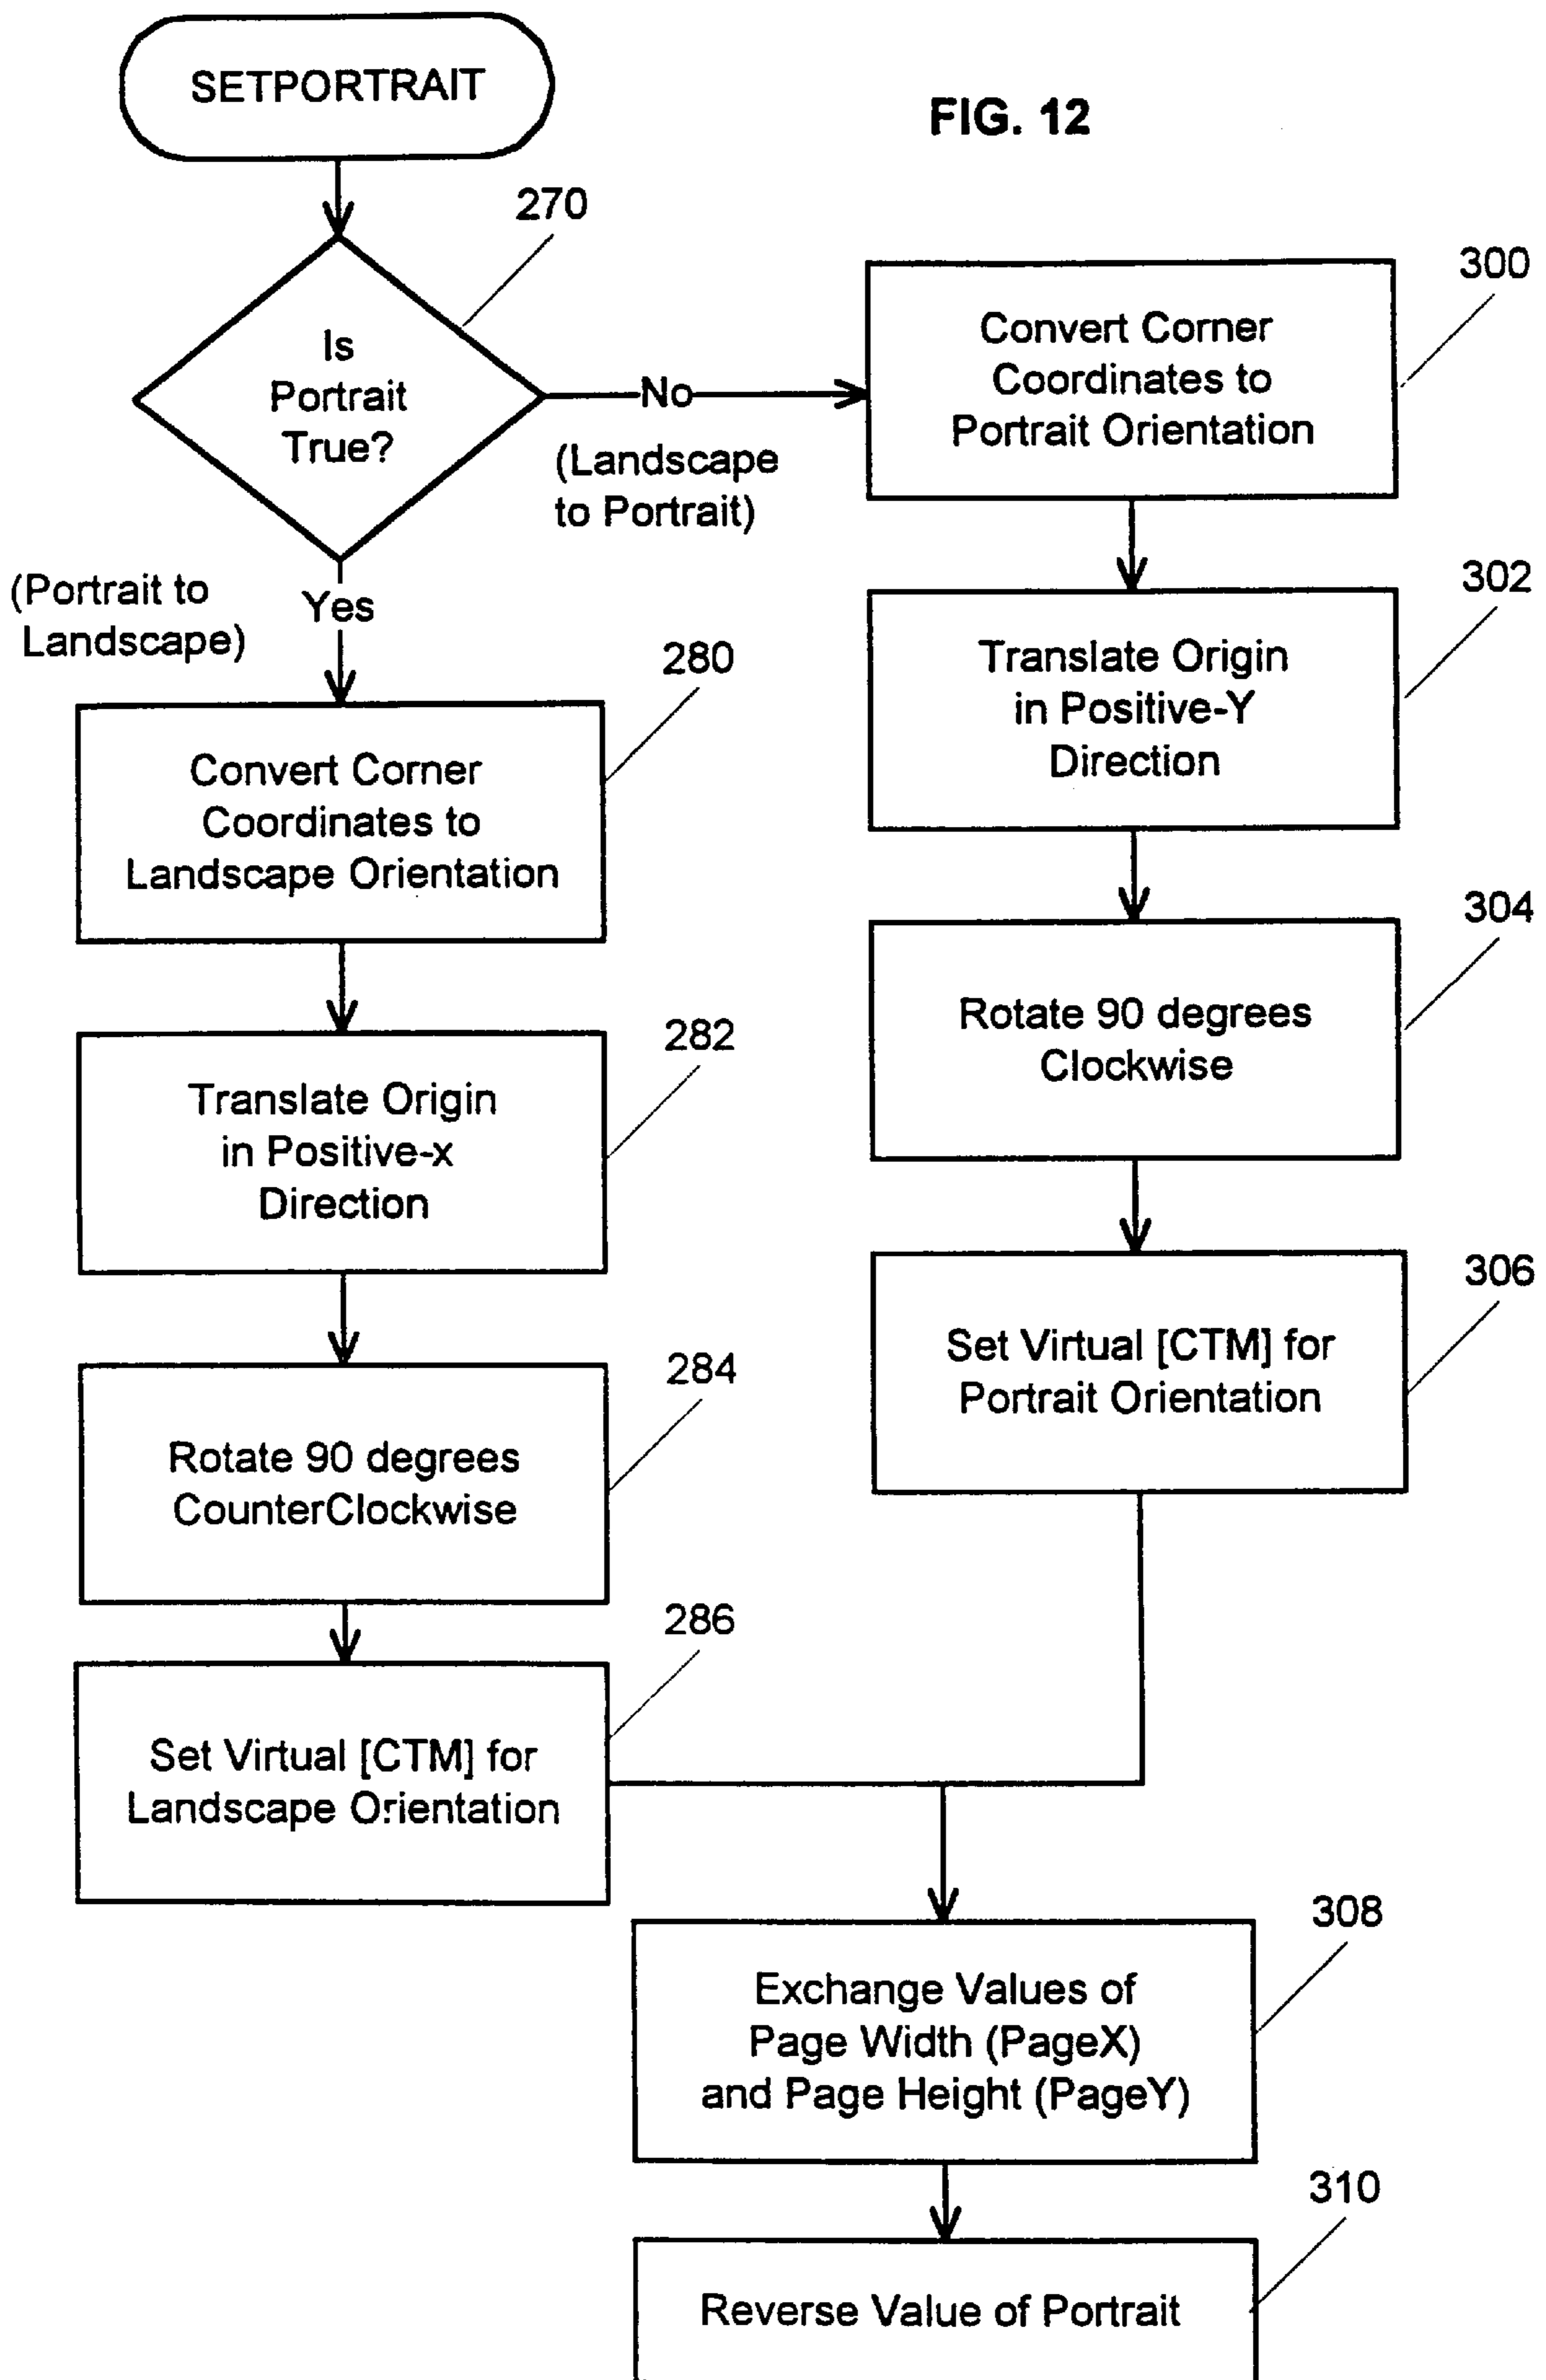 SETPORTRAIT
FIG. 12
270
Is
Portrait
True?
No
(Landscape
to Portrait)
(Portrait to
Landscape)
Yes
280
Convert Corner
Coordinates to
Landscape Orientation
282
Translate Origin
in Positive-x
Direction
284
Rotate 90 degrees
CounterClockwise
286
Set Virtual [CTM] for
Landscape Orientation
300
Convert Corner
Coordinates to
Portrait Orientation
302
Translate Origin
in Positive-Y
Direction
304
Rotate 90 degrees
Clockwise
306
Set Virtual [CTM] for
Portrait Orientation
308
Exchange Values of
Page Width (PageX)
and Page Height (PageY)
310
Reverse Value of Portrait